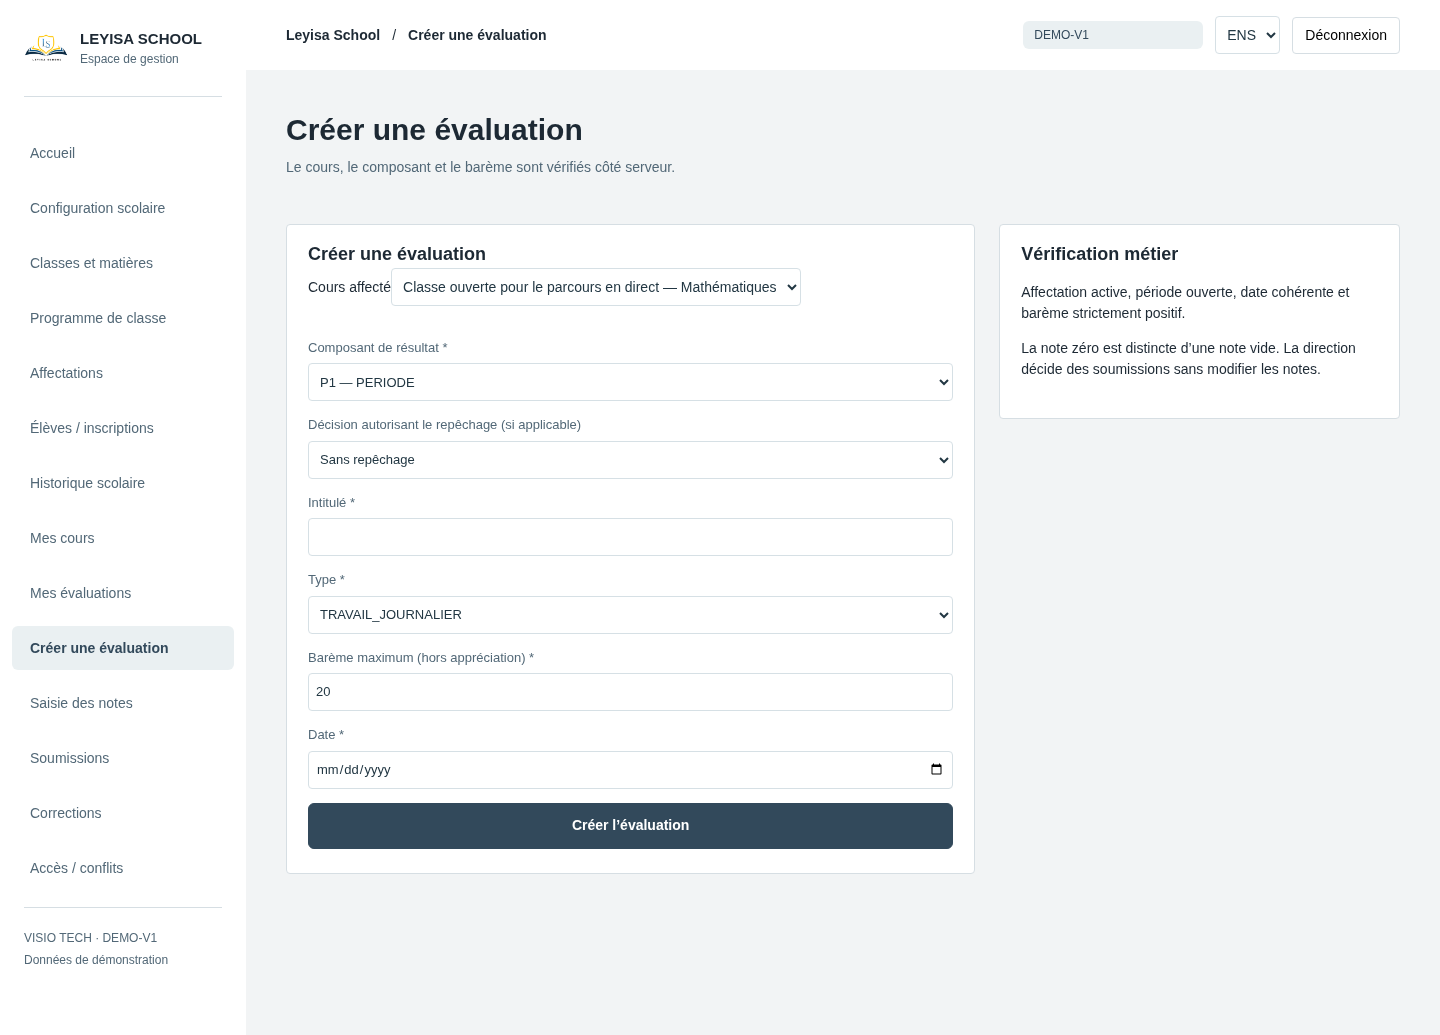 LEYISA SCHOOL
Espace de gestion
Accueil
Configuration scolaire
Classes et matières
Programme de classe
Affectations
Élèves / inscriptions
Historique scolaire
Mes cours
Mes évaluations
Créer une évaluation
Saisie des notes
Soumissions
Corrections
Accès / conflits
VISIO TECH · DEMO-V1
Données de démonstration
Leyisa School / Créer une évaluation
DEMO-V1
ENS
Déconnexion
Créer une évaluation
Le cours, le composant et le barème sont vérifiés côté serveur.
Créer une évaluation
Cours affecté Classe ouverte pour le parcours en direct — Mathématiques
Composant de résultat *
P1 — PERIODE
Décision autorisant le repêchage (si applicable)
Sans repêchage
Intitulé *
Type *
TRAVAIL_JOURNALIER
Barème maximum (hors appréciation) *
20
Date *
mm/dd/yyyy
Créer l’évaluation
Vérification métier
Affectation active, période ouverte, date cohérente et
barème strictement positif.
La note zéro est distincte d’une note vide. La direction
décide des soumissions sans modifier les notes.